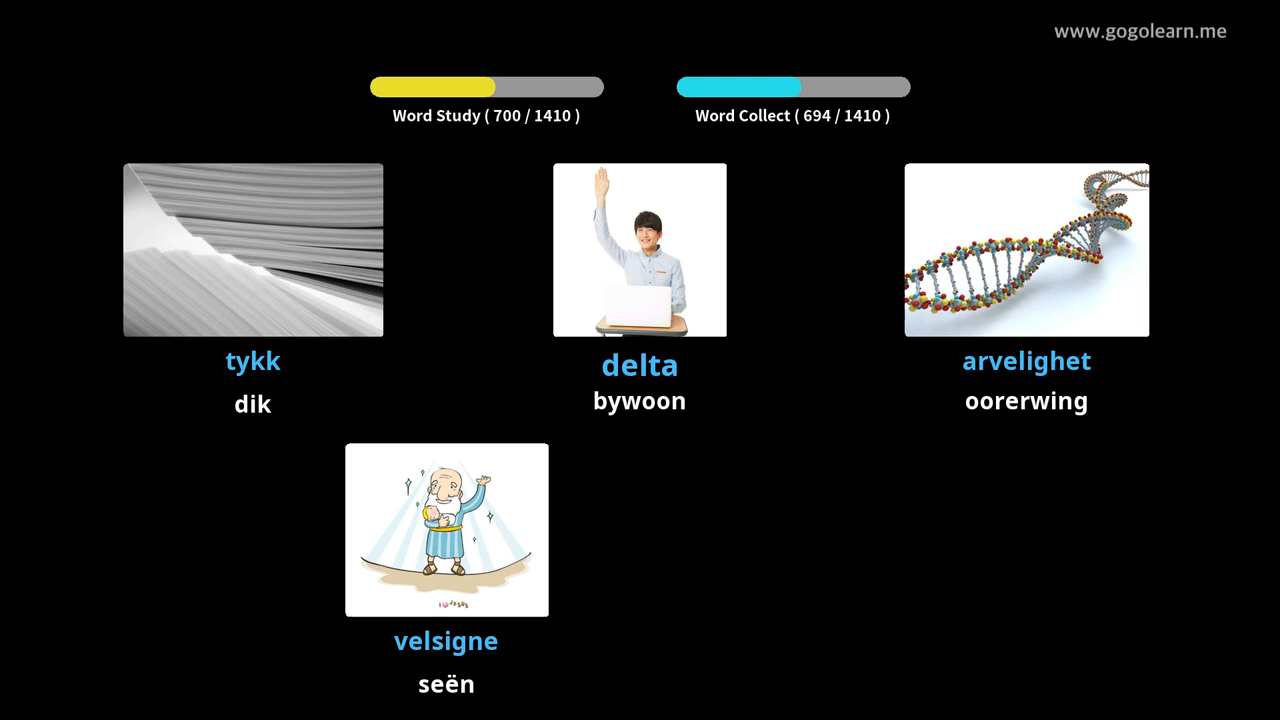 www.gogolearn.me
Word Study ( 700 / 1410 )
Word Collect ( 694 / 1410 )
tykk
delta
arvelighet
dik
bywoon
oorerwing
I JESUS
velsigne
seën